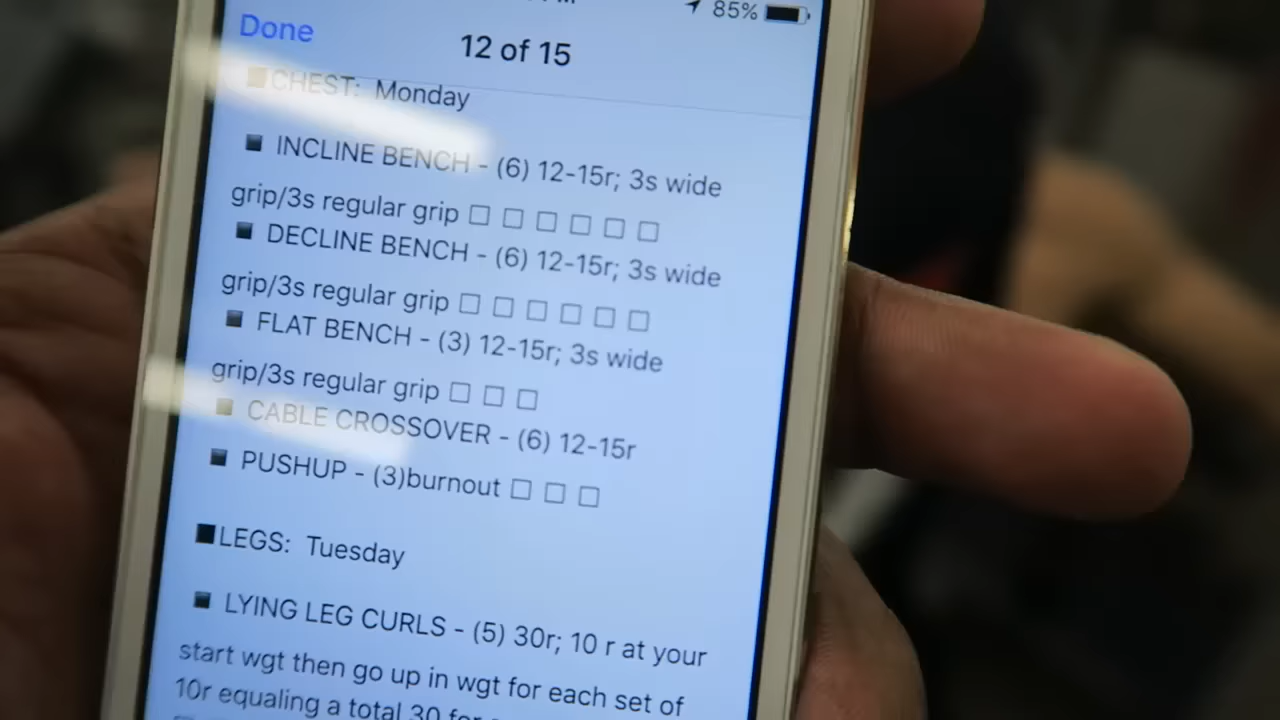 85%
Done
12 of 15
CHEST: Monday
INCLINE BENCH - (6) 12-15r; 3s wide
grip/3s regular grip □ □ □ □ □ □
DECLINE BENCH - (6) 12-15r; 3s wide
grip/3s regular grip □ □ □ □ □ □
FLAT BENCH - (3) 12-15r; 3s wide
grip/3s regular grip □ □ □
CABLE CROSSOVER - (6) 12-15r
PUSHUP - (3)burnout □ □ □
LEGS: Tuesday
LYING LEG CURLS - (5) 30r; 10 r at your
start wgt then go up in wgt for each set of
10r equaling a total 30 for